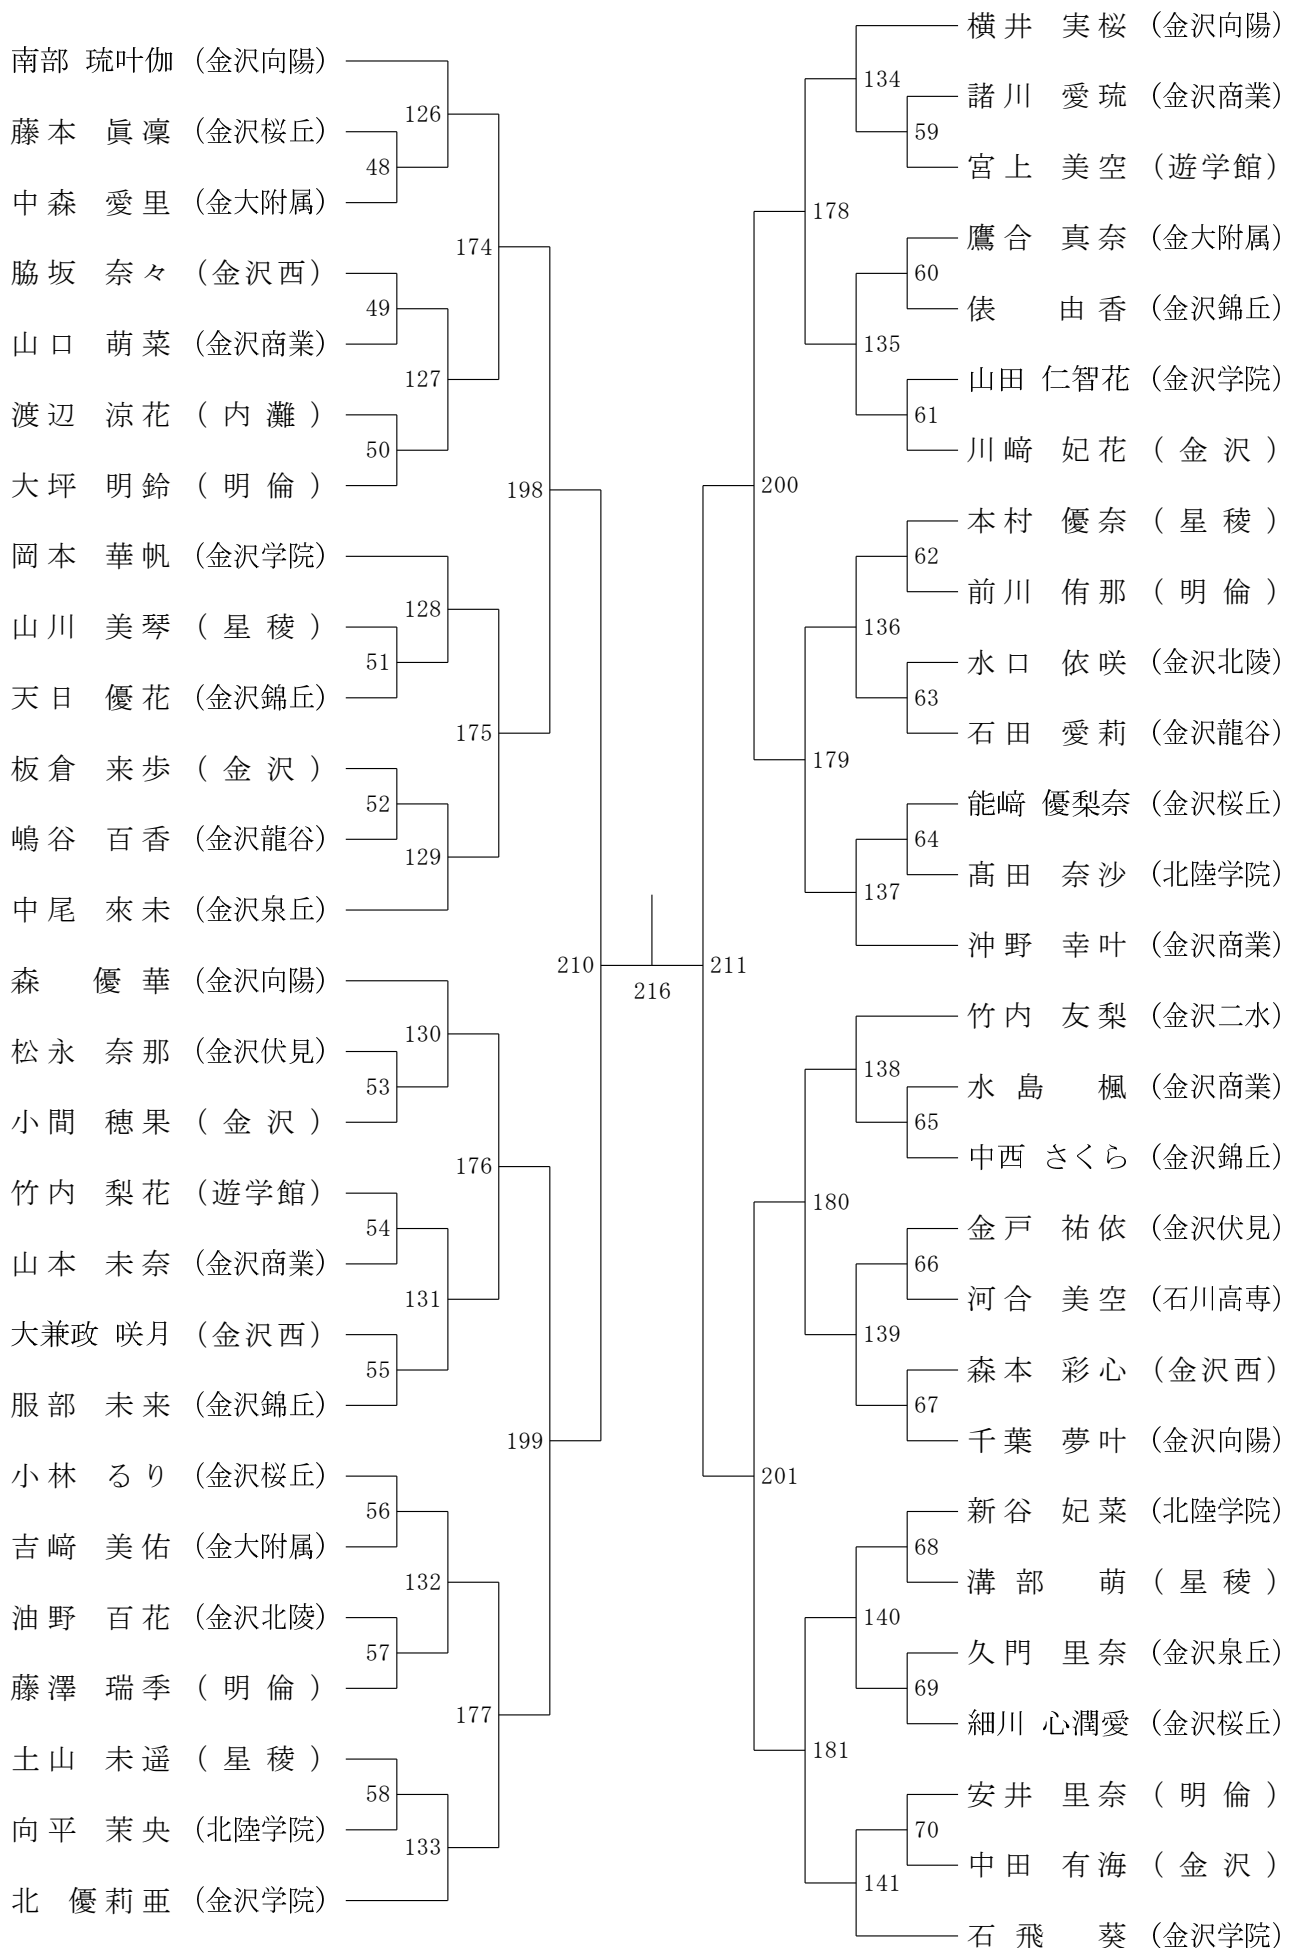 南部 琉叶伽 (金沢向陽)
藤本 眞凜 (金沢桜丘)
中森 愛里 (金大附属)
脇坂 奈々 (金沢西)
山口 萌菜 (金沢商業)
渡辺 涼花 (内灘)
大坪 明鈴 (明倫)
岡本 華帆 (金沢学院)
山川 美琴 (星稜)
天日 優花 (金沢錦丘)
板倉 来歩 (金沢)
嶋谷 百香 (金沢龍谷)
中尾 來未 (金沢泉丘)
森 優華 (金沢向陽)
松永 奈那 (金沢伏見)
小間 穂果 (金沢)
竹内 梨花 (遊学館)
山本 未奈 (金沢商業)
大兼政 咲月 (金沢西)
服部 未来 (金沢錦丘)
小林 るり (金沢桜丘)
吉﨑 美佑 (金大附属)
油野 百花 (金沢北陵)
藤澤 瑞季 (明倫)
土山 未遥 (星稜)
向平 茉央 (北陸学院)
北 優莉亜 (金沢学院)
48
49
50
51
52
53
54
55
56
57
58
126
127
128
129
130
131
132
133
174
175
176
177
198
199
210
216
211
200
201
178
179
180
181
134
135
136
137
138
139
140
141
59
60
61
62
63
64
65
66
67
68
69
70
横井 実桜 (金沢向陽)
諸川 愛琉 (金沢商業)
宮上 美空 (遊学館)
鷹合 真奈 (金大附属)
俵 由香 (金沢錦丘)
山田 仁智花 (金沢学院)
川﨑 妃花 (金沢)
本村 優奈 (星稜)
前川 侑那 (明倫)
水口 依咲 (金沢北陵)
石田 愛莉 (金沢龍谷)
能﨑 優梨奈 (金沢桜丘)
髙田 奈沙 (北陸学院)
沖野 幸叶 (金沢商業)
竹内 友梨 (金沢二水)
水島 楓 (金沢商業)
中西 さくら (金沢錦丘)
金戸 祐依 (金沢伏見)
河合 美空 (石川高専)
森本 彩心 (金沢西)
千葉 夢叶 (金沢向陽)
新谷 妃菜 (北陸学院)
溝部 萌 (星稜)
久門 里奈 (金沢泉丘)
細川 心潤愛 (金沢桜丘)
安井 里奈 (明倫)
中田 有海 (金沢)
石飛 葵 (金沢学院)